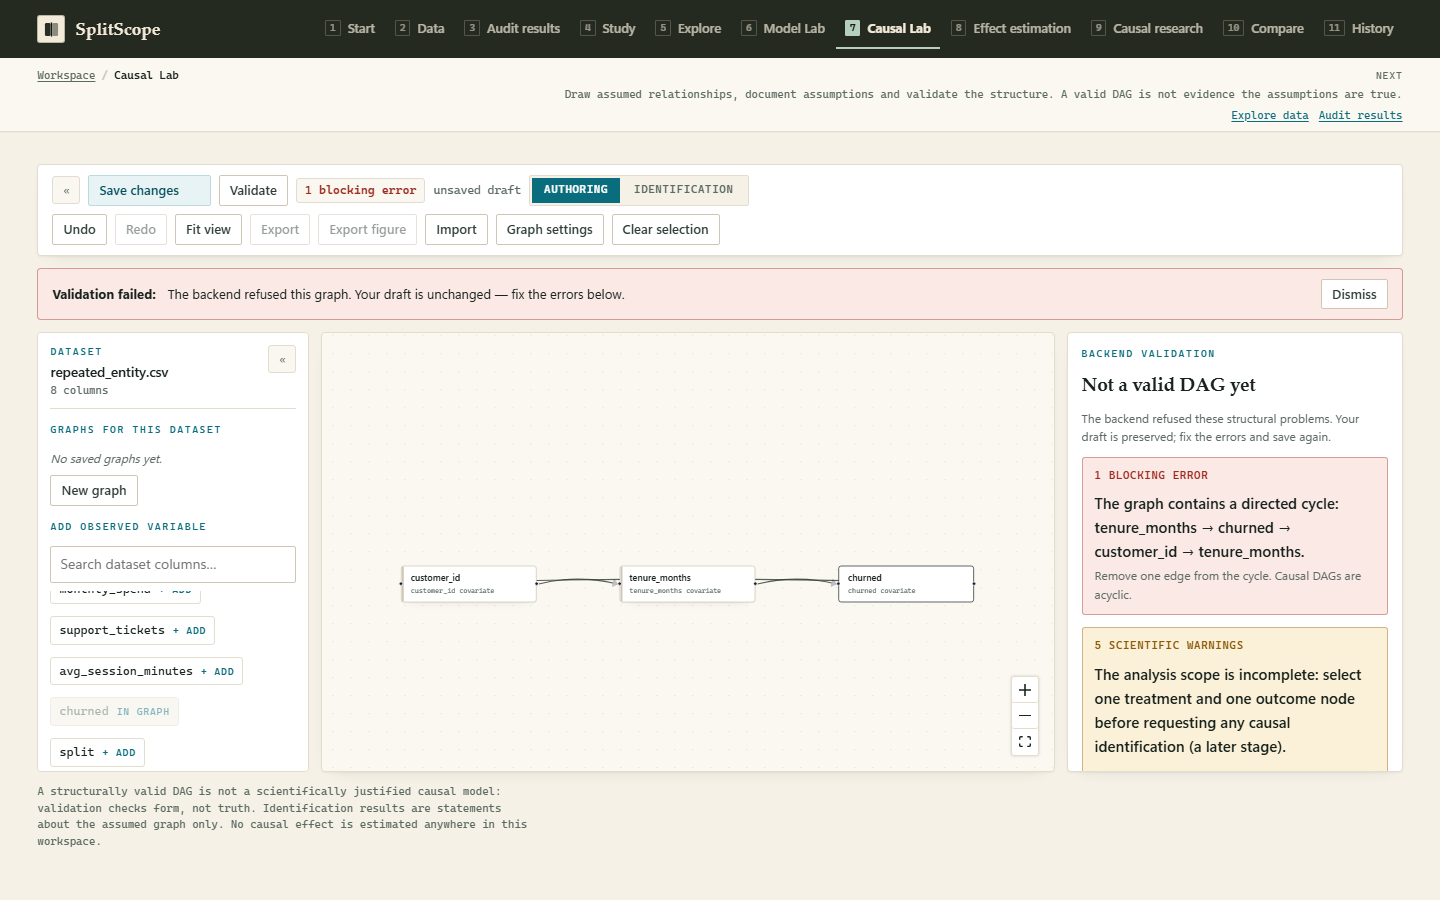 SplitScope
1 Start
2 Data
3 Audit results
4 Study
5 Explore
6 Model Lab
7 Causal Lab
8 Effect estimation
9 Causal research
10 Compare
11 History
Workspace / Causal Lab
NEXT
Draw assumed relationships, document assumptions and validate the structure. A valid DAG is not evidence the assumptions are true.
Explore data Audit results
« Save changes Validate 1 blocking error unsaved draft AUTHORING IDENTIFICATION
Undo Redo Fit view Export Export figure Import Graph settings Clear selection
Validation failed: The backend refused this graph. Your draft is unchanged — fix the errors below.
Dismiss
DATASET
«
repeated_entity.csv
8 columns
GRAPHS FOR THIS DATASET
No saved graphs yet.
New graph
ADD OBSERVED VARIABLE
Search dataset columns...
monthly_spend + ADD
support_tickets + ADD
avg_session_minutes + ADD
churned IN GRAPH
split + ADD
customer_id
customer_id covariate
tenure_months
tenure_months covariate
churned
churned covariate
BACKEND VALIDATION
Not a valid DAG yet
The backend refused these structural problems. Your
draft is preserved; fix the errors and save again.
1 BLOCKING ERROR
The graph contains a directed cycle:
tenure_months → churned →
customer_id → tenure_months.
Remove one edge from the cycle. Causal DAGs are
acyclic.
5 SCIENTIFIC WARNINGS
The analysis scope is incomplete: select
one treatment and one outcome node
before requesting any causal
identification (a later stage).
A structurally valid DAG is not a scientifically justified causal model:
validation checks form, not truth. Identification results are statements
about the assumed graph only. No causal effect is estimated anywhere in this
workspace.